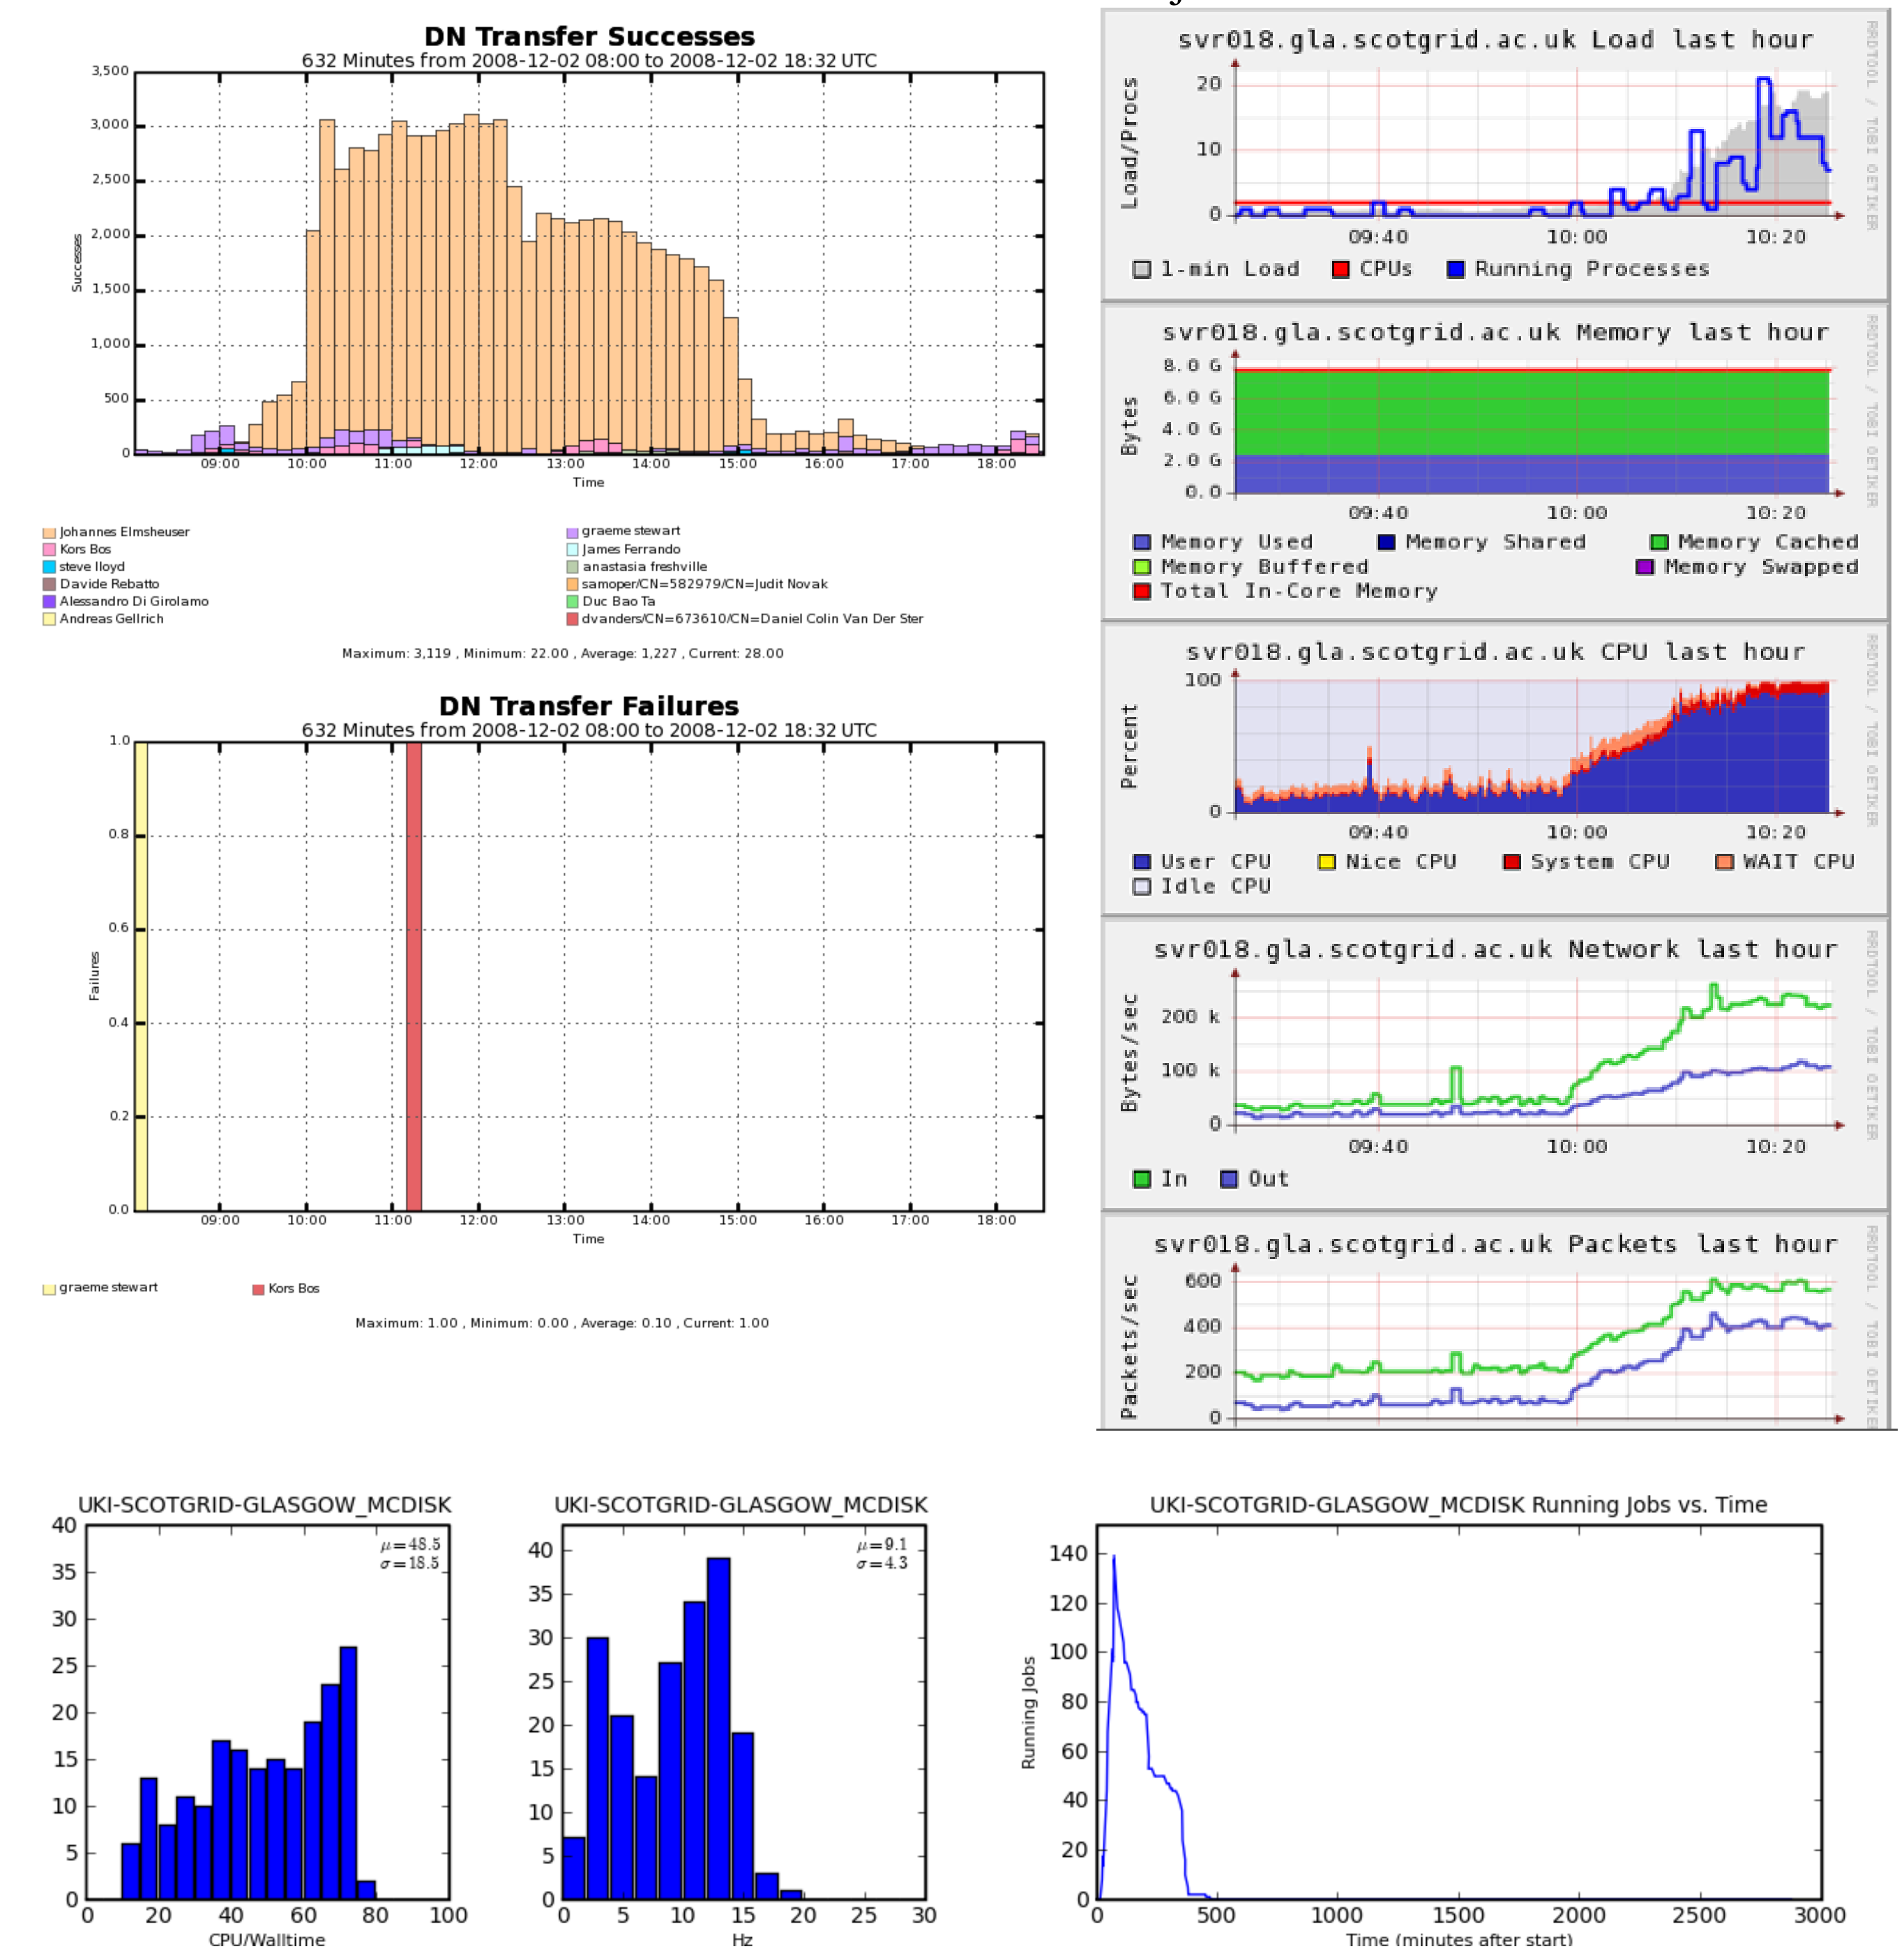 DN Transfer Successes
632 Minutes from 2008-12-02 08:00 to 2008-12-02 18:32 UTC
3,500
3,000
2,500
2,000
1,500
1,000
500
0
Successes
09:00 10:00 11:00 12:00 13:00 14:00 15:00 16:00 17:00 18:00
Time
Johannes Elmsheuser graeme stewart
Kors Bos James Ferrando
steve lloyd anastasia freshville
Davide Rebatto samoper/CN=582979/CN=Judit Novak
Alessandro Di Girolamo Duc Bao Ta
Andreas Gellrich dvanders/CN=673610/CN=Daniel Colin Van Der Ster
Maximum: 3,119 , Minimum: 22.00 , Average: 1,227 , Current: 28.00
DN Transfer Failures
632 Minutes from 2008-12-02 08:00 to 2008-12-02 18:32 UTC
1.0
0.8
0.6
0.4
0.2
0.0
Failures
09:00 10:00 11:00 12:00 13:00 14:00 15:00 16:00 17:00 18:00
Time
graeme stewart Kors Bos
Maximum: 1.00 , Minimum: 0.00 , Average: 0.10 , Current: 1.00
svr018.gla.scotgrid.ac.uk Load last hour
Load/Procs
20
10
0
09:40 10:00 10:20
1-min Load CPUs Running Processes
RRDTOOL / TOBI OETIKER
svr018.gla.scotgrid.ac.uk Memory last hour
Bytes
8.0 G
6.0 G
4.0 G
2.0 G
0.0
09:40 10:00 10:20
Memory Used Memory Shared Memory Cached
Memory Buffered Memory Swapped
Total In-Core Memory
RRDTOOL / TOBI OETIKER
svr018.gla.scotgrid.ac.uk CPU last hour
Percent
100
0
09:40 10:00 10:20
User CPU Nice CPU System CPU WAIT CPU
Idle CPU
RRDTOOL / TOBI OETIKER
svr018.gla.scotgrid.ac.uk Network last hour
Bytes/sec
200 k
100 k
0
09:40 10:00 10:20
In Out
RRDTOOL / TOBI OETIKER
svr018.gla.scotgrid.ac.uk Packets last hour
Packets/sec
600
400
200
0
RRDTOOL / TOBI OETIKER
UKI-SCOTGRID-GLASGOW_MCDISK
μ=48.5
σ=18.5
40
35
30
25
20
15
10
5
0
0 20 40 60 80 100
CPU/Walltime
UKI-SCOTGRID-GLASGOW_MCDISK
μ=9.1
σ=4.3
40
35
30
25
20
15
10
5
0
0 5 10 15 20 25 30
Hz
UKI-SCOTGRID-GLASGOW_MCDISK Running Jobs vs. Time
140
120
100
80
60
40
20
0
Running Jobs
0 500 1000 1500 2000 2500 3000
Time (minutes after start)